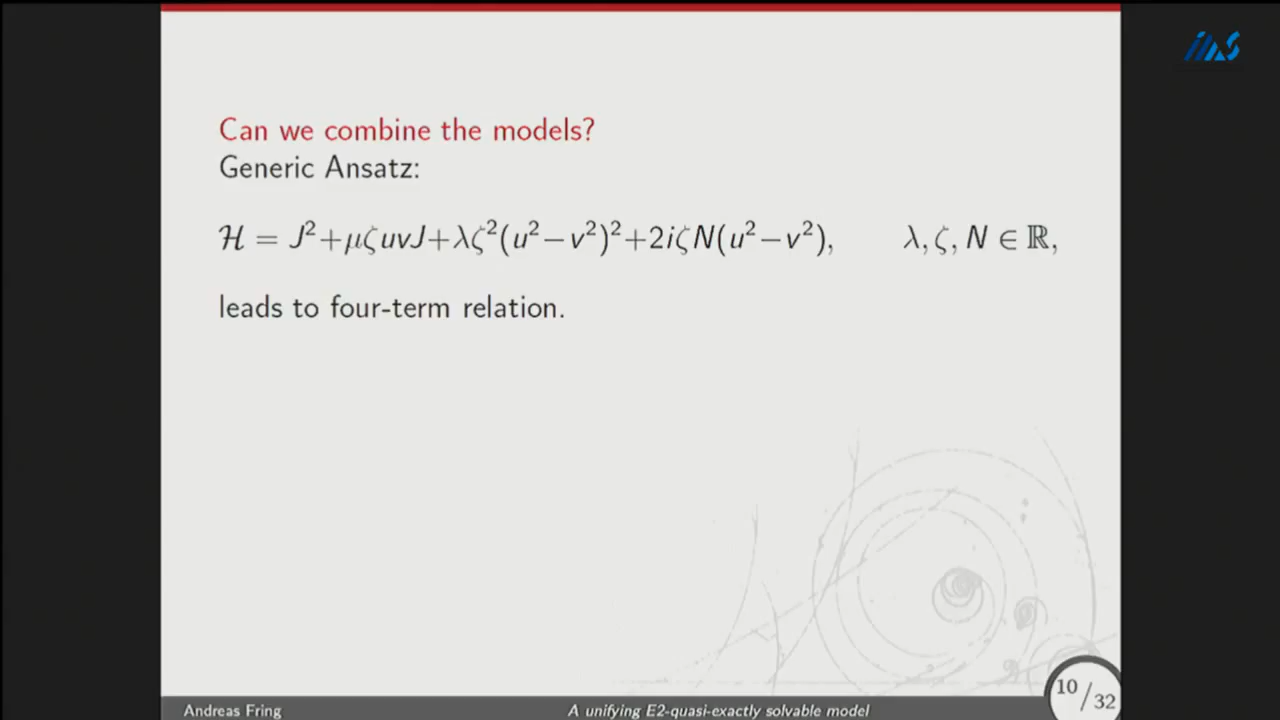 Can we combine the models?
Generic Ansatz:
ℋ = J²+μζuvJ+λζ²(u²−v²)²+2iζN(u²−v²), λ, ζ, N ∈ ℝ,
leads to four-term relation.
10/32
Andreas Fring A unifying E2-quasi-exactly solvable model